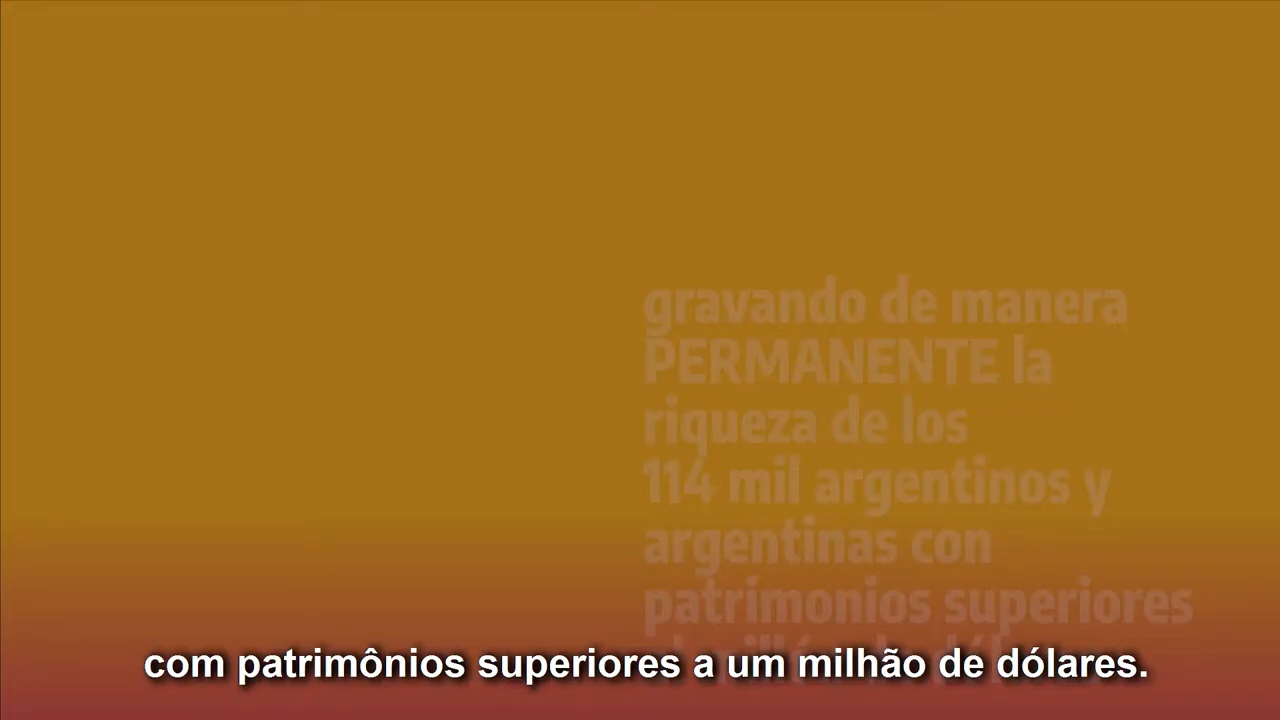 gravando de manera
PERMANENTE la
riqueza de los
114 mil argentinos y
argentinas con
patrimonios superiores
com patrimônios superiores a um milhão de dólares.